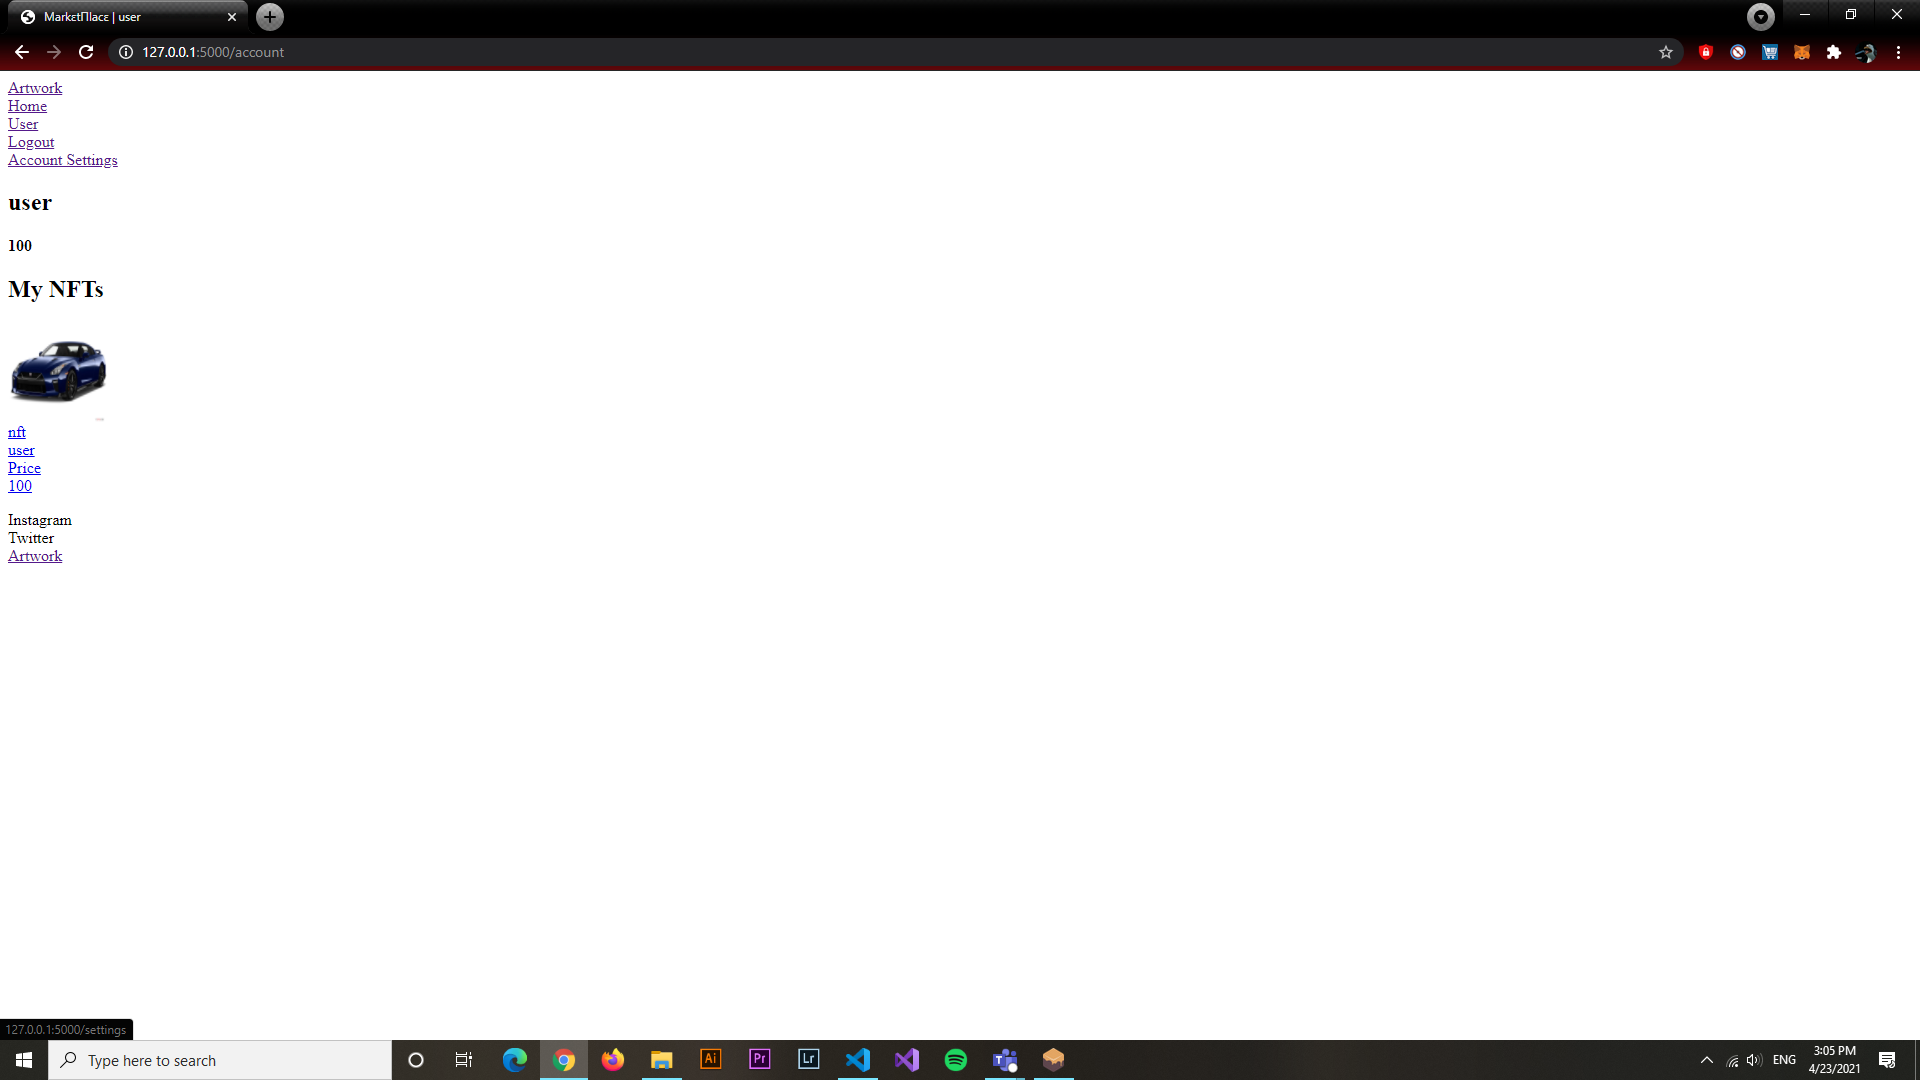 MarkεtΠlacε | user
127.0.0.1:5000/account
Artwork
Home
User
Logout
Account Settings
user
100
My NFTs
nft
user
Price
100
Instagram
Twitter
Artwork
127.0.0.1:5000/settings
Type here to search
Ai
Pr
Lr
T
ENG
3:05 PM
4/23/2021